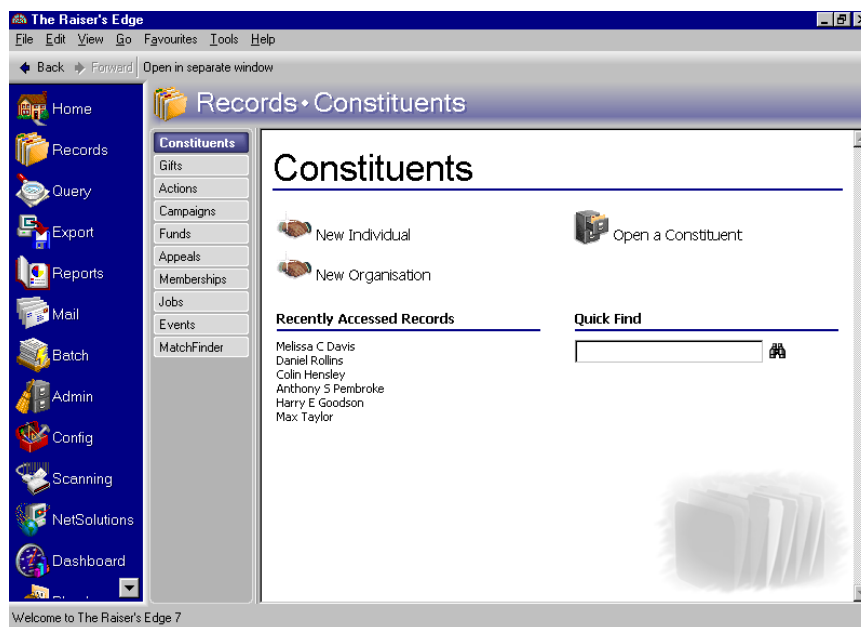 The Raiser's Edge
File Edit View Go Favourites Tools Help
Back Forward Open in separate window
Home
Records
Query
Export
Reports
Mail
Batch
Admin
Config
Scanning
NetSolutions
Dashboard
Records • Constituents
Constituents
Gifts
Actions
Campaigns
Funds
Appeals
Memberships
Jobs
Events
MatchFinder
Constituents
New Individual
Open a Constituent
New Organisation
Recently Accessed Records
Melissa C Davis
Daniel Rollins
Colin Hensley
Anthony S Pembroke
Harry E Goodson
Max Taylor
Quick Find
Welcome to The Raiser's Edge 7